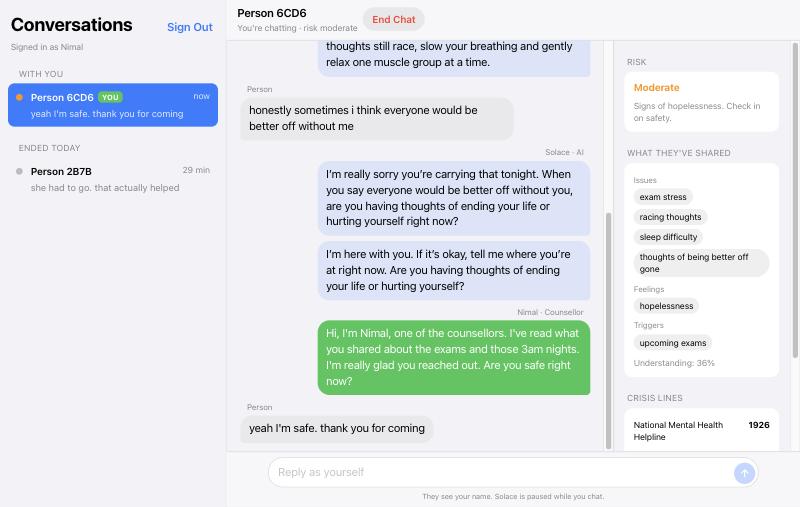 Conversations
Sign Out
Signed in as Nimal
WITH YOU
Person 6CD6 YOU now
yeah I'm safe. thank you for coming
ENDED TODAY
Person 2B7B 29 min
she had to go. that actually helped
Person 6CD6
You're chatting · risk moderate
End Chat
thoughts still race, slow your breathing and gently
relax one muscle group at a time.
Person
honestly sometimes i think everyone would be
better off without me
Solace · AI
I’m really sorry you’re carrying that tonight. When
you say everyone would be better off without you,
are you having thoughts of ending your life or
hurting yourself right now?
I’m here with you. If it’s okay, tell me where you’re
at right now. Are you having thoughts of ending
your life or hurting yourself?
Nimal · Counsellor
Hi, I'm Nimal, one of the counsellors. I've read what
you shared about the exams and those 3am nights.
I'm really glad you reached out. Are you safe right
now?
Person
yeah I'm safe. thank you for coming
Reply as yourself
They see your name. Solace is paused while you chat.
RISK
Moderate
Signs of hopelessness. Check in
on safety.
WHAT THEY'VE SHARED
Issues
exam stress
racing thoughts
sleep difficulty
thoughts of being better off
gone
Feelings
hopelessness
Triggers
upcoming exams
Understanding: 36%
CRISIS LINES
National Mental Health 1926
Helpline